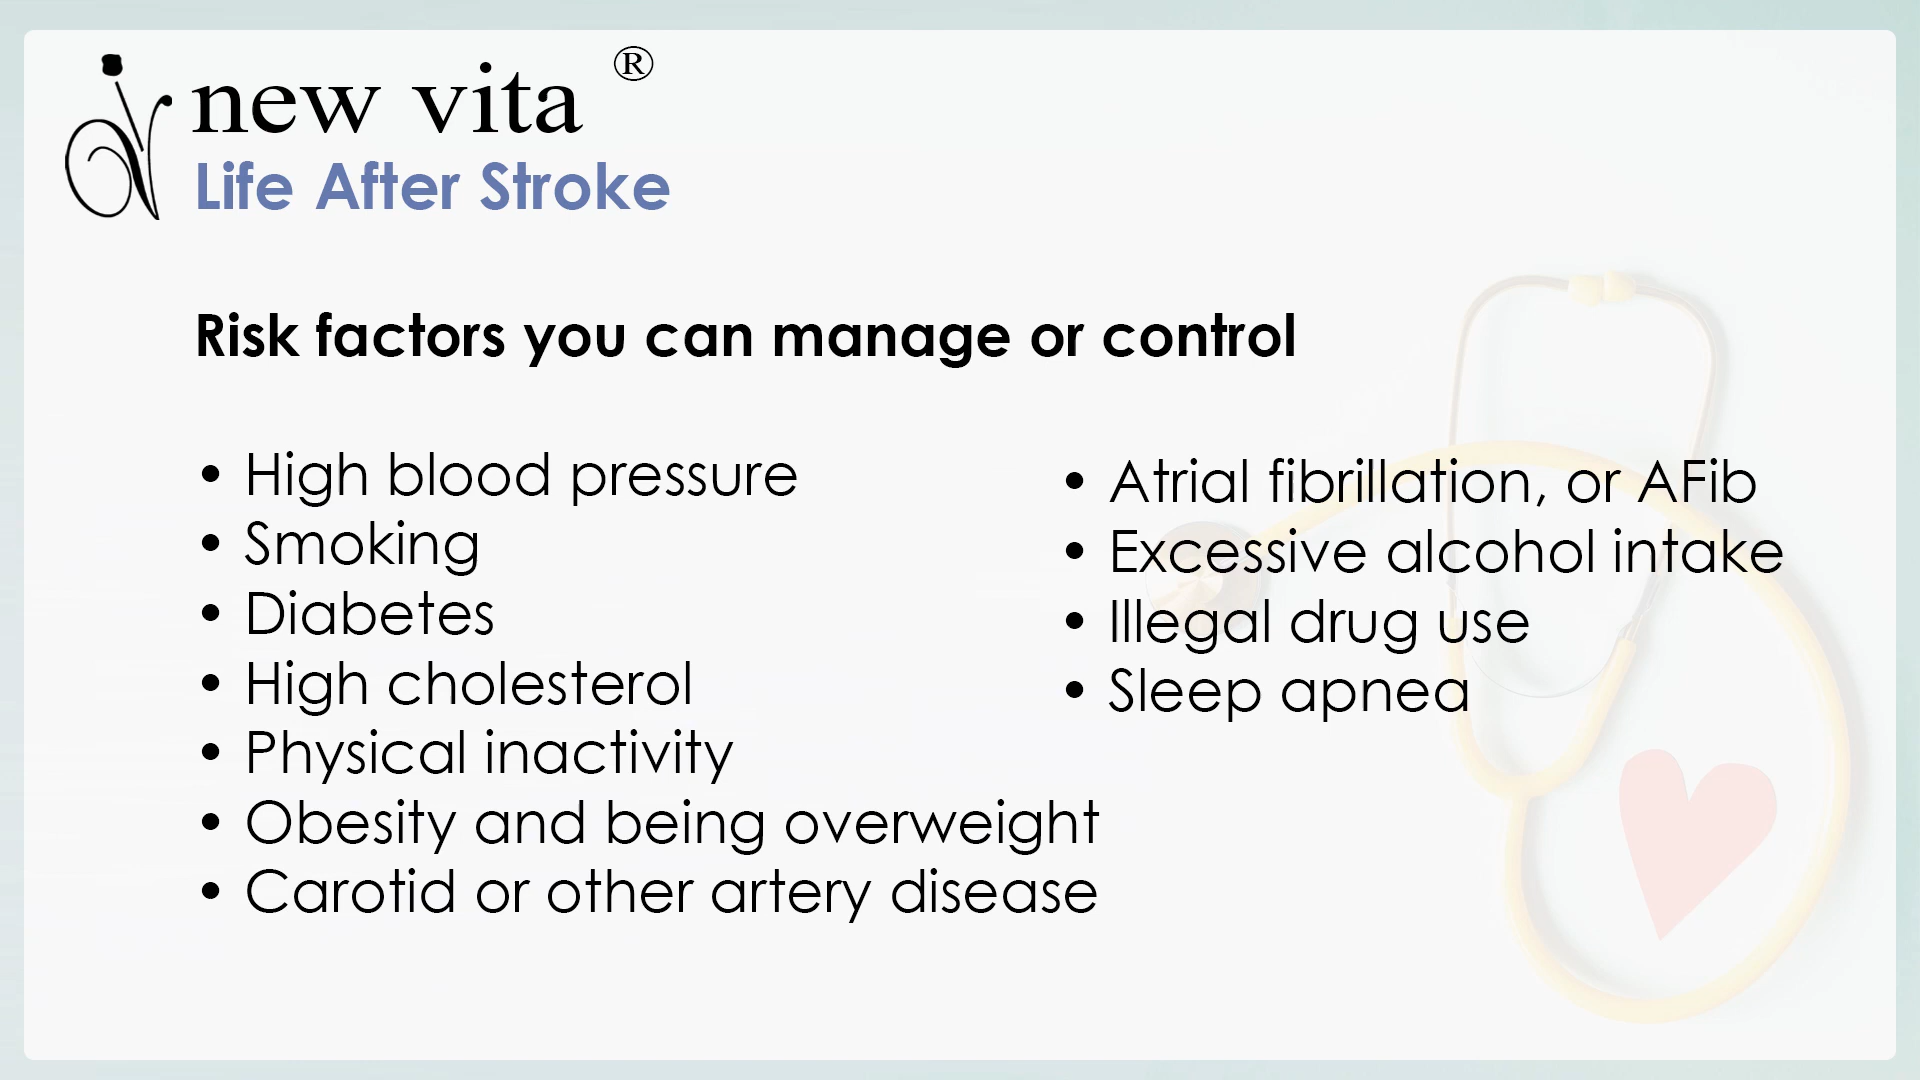 new vita ®
Life After Stroke
Risk factors you can manage or control
• High blood pressure
• Smoking
• Diabetes
• High cholesterol
• Physical inactivity
• Obesity and being overweight
• Carotid or other artery disease
• Atrial fibrillation, or AFib
• Excessive alcohol intake
• Illegal drug use
• Sleep apnea